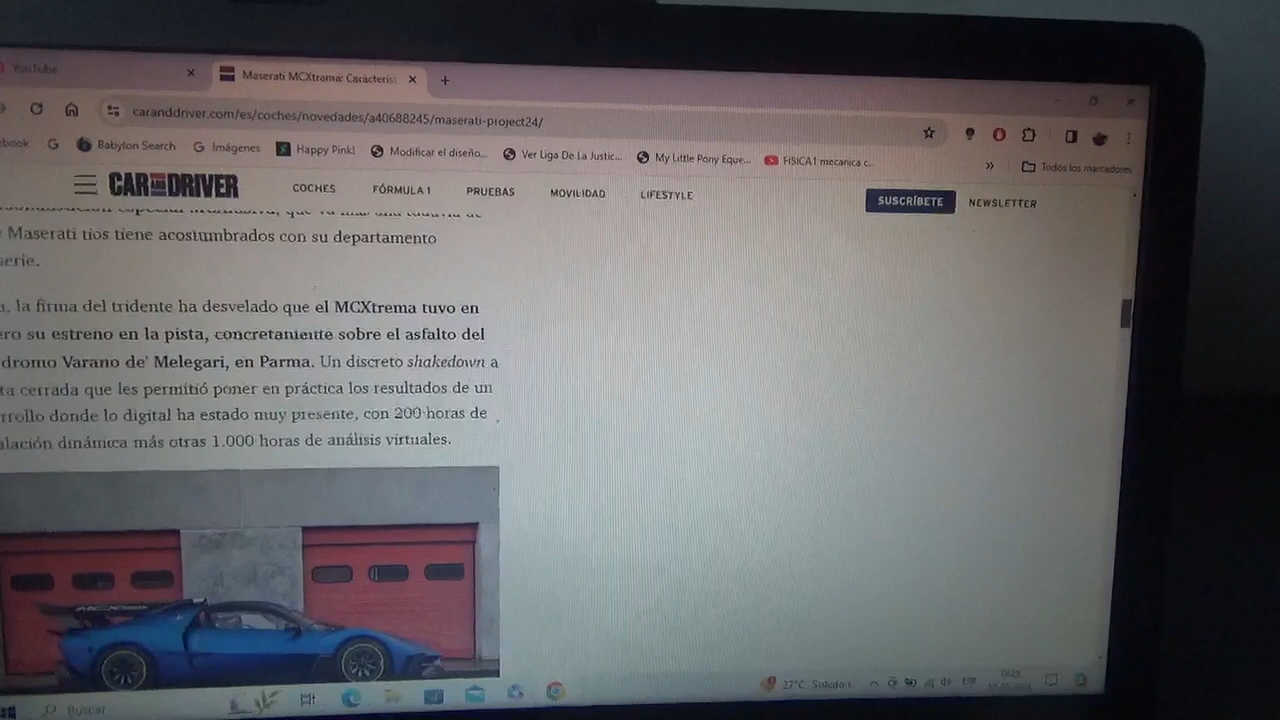 YouTube
Maserati MCXtrema: Caracterist
caranddriver.com/es/coches/novedades/a40688245/maserati-project24/
book G Babylon Search G Imágenes Happy Pink! Modificar el diseño... Ver Liga De La Justic... My Little Pony Eque... FISICA1 mecanica c... » Todos los marcadores
CAR AND DRIVER COCHES FÓRMULA 1 PRUEBAS MOVILIDAD LIFESTYLE SUSCRÍBETE NEWSLETTER
Maserati nos tiene acostumbrados con su departamento
serie.
, la firma del tridente ha desvelado que el MCXtrema tuvo en
ero su estreno en la pista, concretamente sobre el asfalto del
dromo Varano de' Melegari, en Parma. Un discreto shakedown a
ta cerrada que les permitió poner en práctica los resultados de un
rrollo donde lo digital ha estado muy presente, con 200 horas de
ulación dinámica más otras 1.000 horas de análisis virtuales.
MCXtrema
Buscar 27°C Soleado ESP